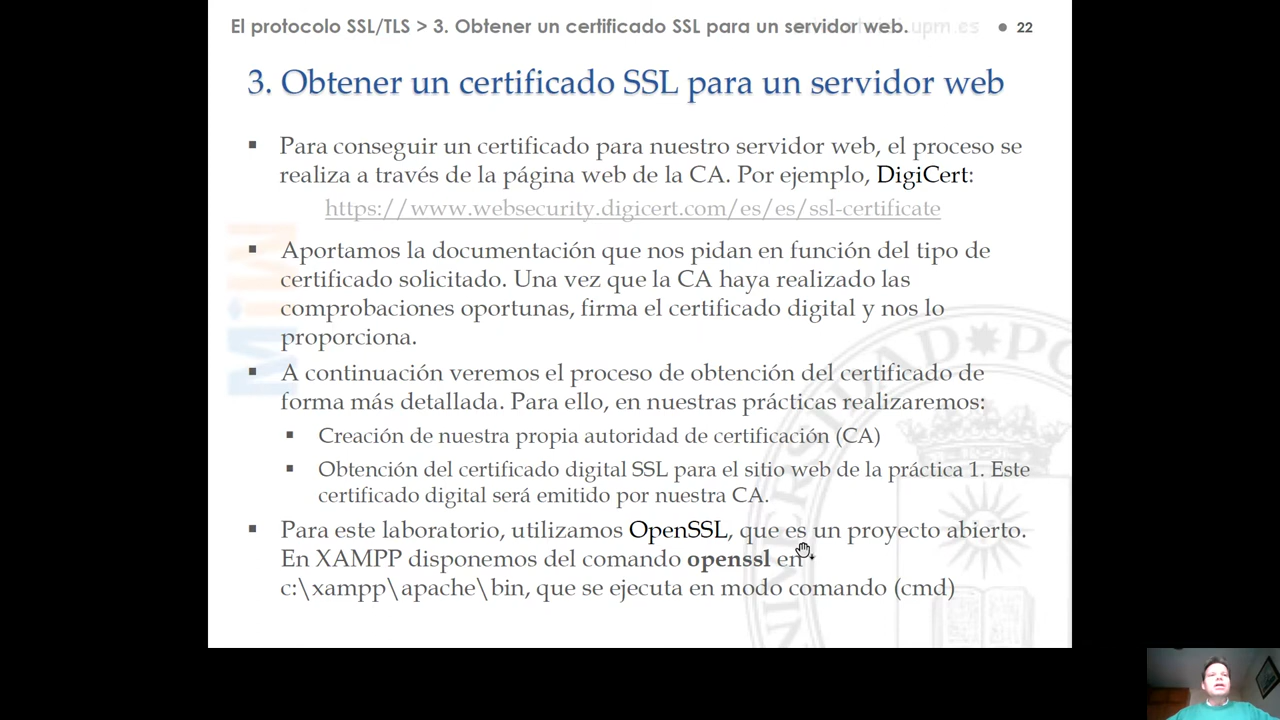 El protocolo SSL/TLS > 3. Obtener un certificado SSL para un servidor web. ● 22
3. Obtener un certificado SSL para un servidor web
▪ Para conseguir un certificado para nuestro servidor web, el proceso se
realiza a través de la página web de la CA. Por ejemplo, DigiCert:
https://www.websecurity.digicert.com/es/es/ssl-certificate
▪ Aportamos la documentación que nos pidan en función del tipo de
certificado solicitado. Una vez que la CA haya realizado las
comprobaciones oportunas, firma el certificado digital y nos lo
proporciona.
▪ A continuación veremos el proceso de obtención del certificado de
forma más detallada. Para ello, en nuestras prácticas realizaremos:
▪ Creación de nuestra propia autoridad de certificación (CA)
▪ Obtención del certificado digital SSL para el sitio web de la práctica 1. Este
certificado digital será emitido por nuestra CA.
▪ Para este laboratorio, utilizamos OpenSSL, que es un proyecto abierto.
En XAMPP disponemos del comando openssl en
c:\xampp\apache\bin, que se ejecuta en modo comando (cmd)
MiiM